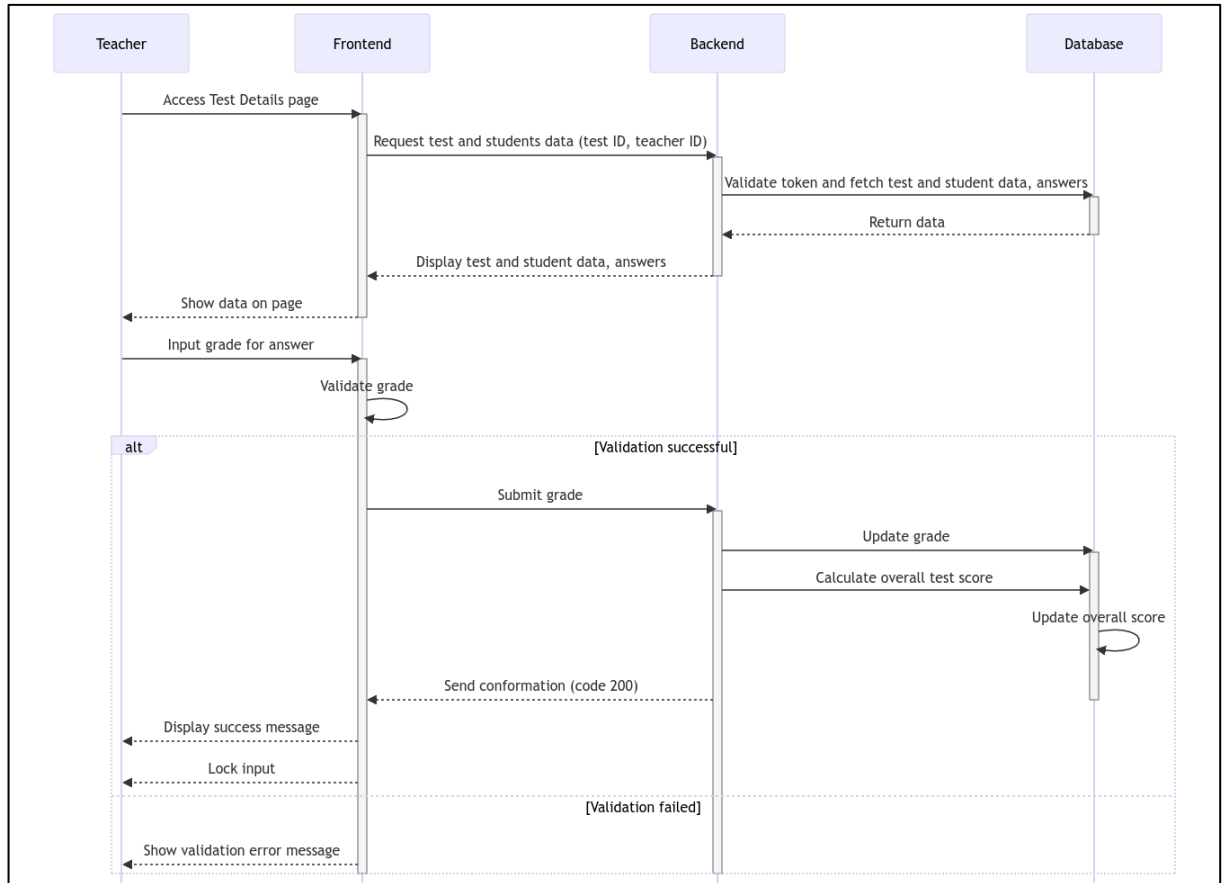 Teacher
Frontend
Backend
Database
Access Test Details page
Request test and students data (test ID, teacher ID)
Validate token and fetch test and student data, answers
Return data
Display test and student data, answers
Show data on page
Input grade for answer
Validate grade
alt
[Validation successful]
Submit grade
Update grade
Calculate overall test score
Update overall score
Send conformation (code 200)
Display success message
Lock input
[Validation failed]
Show validation error message